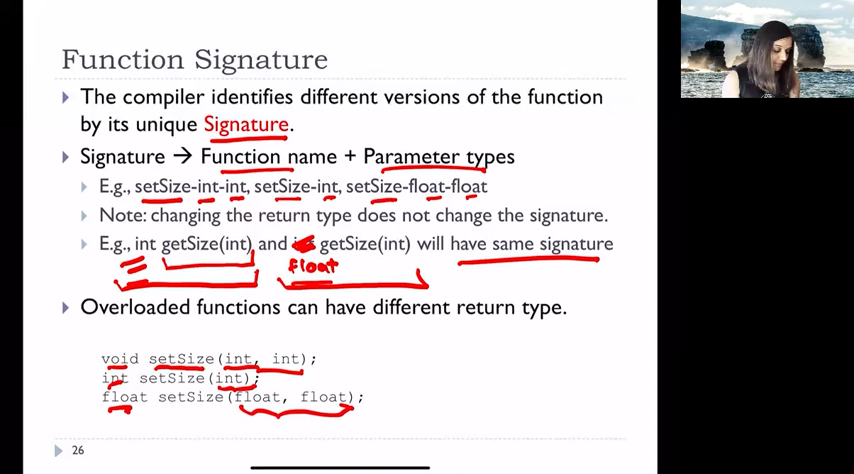 Function Signature
The compiler identifies different versions of the function
by its unique Signature.
Signature → Function name + Parameter types
E.g., setSize-int-int, setSize-int, setSize-float-float
Note: changing the return type does not change the signature.
E.g., int getSize(int) and getSize(int) will have same signature
float
Overloaded functions can have different return type.
void setSize(int, int);
int setSize(int);
float setSize(float, float);
26